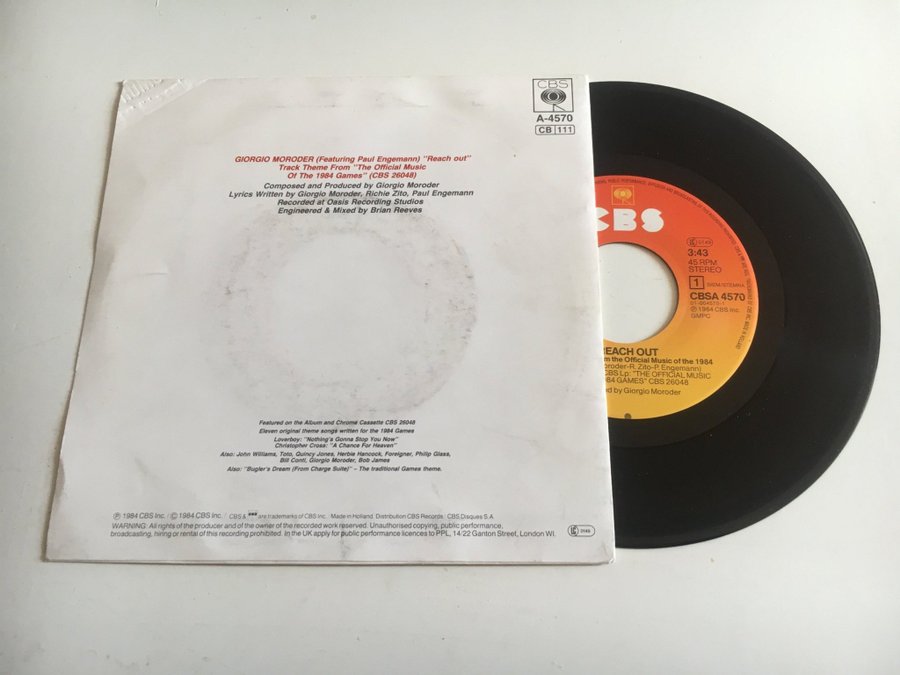 CBS
A-4570
CB 111
GIORGIO MORODER (Featuring Paul Engemann) "Reach out"
Track Theme From "The Official Music
Of The 1984 Games" (CBS 26048)
Composed and Produced by Giorgio Moroder
Lyrics Written by Giorgio Moroder, Richie Zito, Paul Engemann
Recorded at Oasis Recording Studios
Engineered & Mixed by Brian Reeves
Featured on the Album and Chrome Cassette CBS 26048
Eleven original theme songs written for the 1984 Games
Loverboy: "Nothing's Gonna Stop You Now"
Christopher Cross: "A Chance For Heaven"
Also: John Williams, Toto, Quincy Jones, Herbie Hancock, Foreigner, Philip Glass,
Bill Conti, Giorgio Moroder, Bob James
Also: "Bugler's Dream (From Charge Suite)" – The traditional Games theme.
Ⓟ 1984 CBS Inc. / © 1984 CBS Inc. / CBS & are trademarks of CBS Inc. Made in Holland. Distribution CBS Records / CBS Disques S.A.
WARNING: All rights of the producer and of the owner of the recorded work reserved. Unauthorised copying, public performance,
broadcasting, hiring or rental of this recording prohibited. In the UK apply for public performance licences to PPL, 14/22 Ganton Street, London WI.
CBS
3:43
45 RPM
STEREO
1 SIEM/STEMRA
CBSA 4570
Ⓟ 1984 CBS Inc.
GMPC
REACH OUT
om the Official Music of the 1984
oroder-R. Zito-P. Engemann)
CBS Lp: "THE OFFICIAL MUSIC
84 GAMES" CBS 26048
ed by Giorgio Moroder